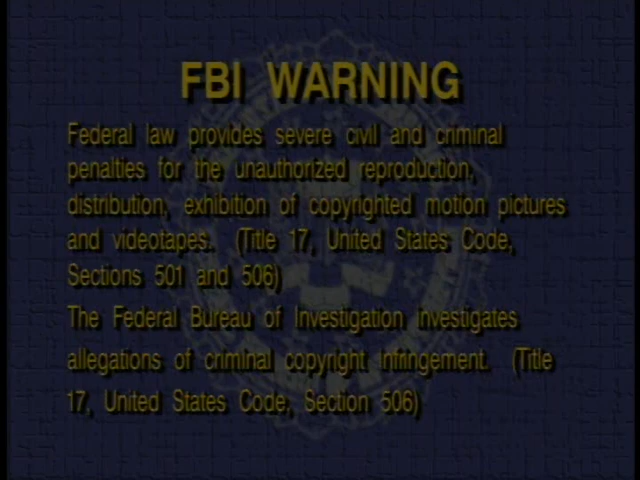 FBI WARNING
Federal law provides severe civil and criminal
penalties for the unauthorized reproduction,
distribution, exhibition of copyrighted motion pictures
and videotapes. (Title 17, United States Code,
Sections 501 and 506)
The Federal Bureau of Investigation investigates
allegations of criminal copyright infringement. (Title
17, United States Code, Section 506)